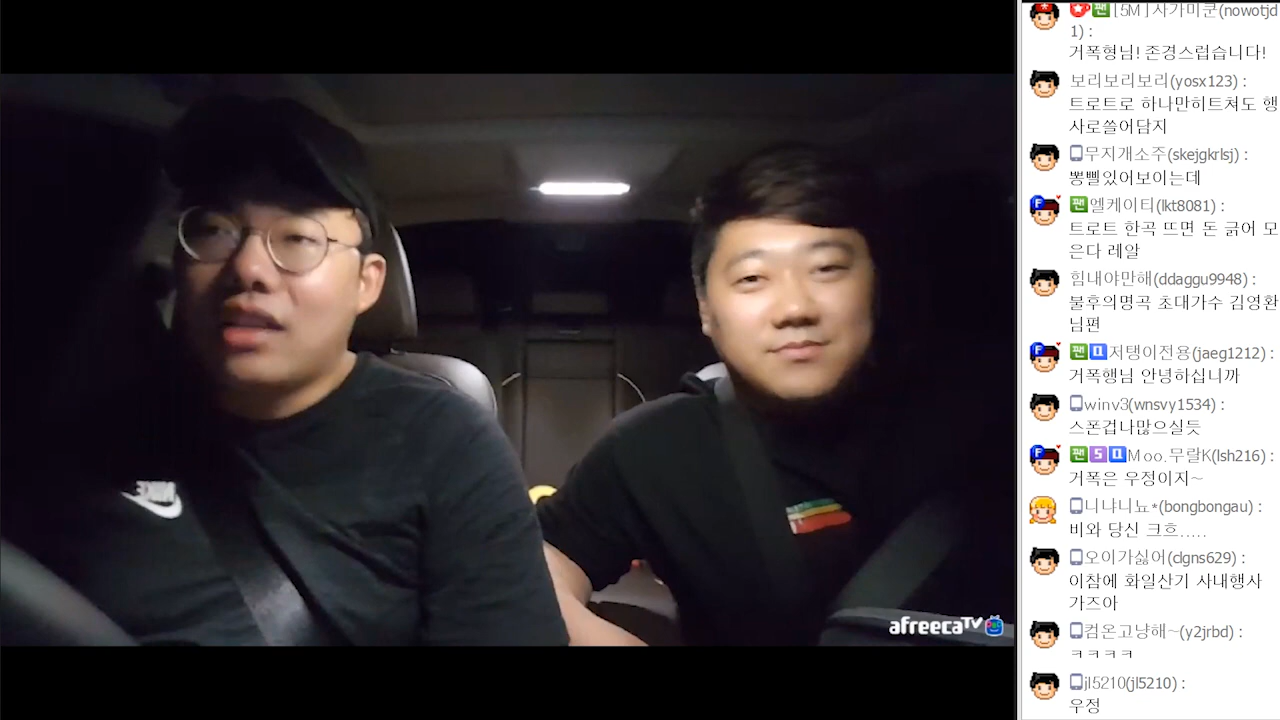 팬 [5M]사가미쿤(nowotjd
1) :
거폭형님! 존경스럽습니다!
보리보리보리(yosx123) :
트로트로 하나만히트쳐도 행
사로쓸어담지
무지개소주(skejgkrlsj) :
뽕삘있어보이는데
팬 엘케이티(lkt8081) :
트로트 한곡 뜨면 돈 긁어 모
은다 레알
힘내야만해(ddaggu9948) :
불후의명곡 초대가수 김영환
님편
팬 저탱이전용(jaeg1212) :
거폭행님 안녕하십니까
winv3(wnsvy1534) :
스폰겁나많으실듯
팬 S Moo.무랄K(lsh216) :
거폭은 우정이지~
니냐니뇨*(bongbongau) :
비와 당신 크흐.....
오이가싫어(clgns629) :
이참에 화일산기 사내행사
가즈아
컴온고냥해~(y2jrbd) :
ㅋㅋㅋㅋ
jl5210(jl5210) :
우정
afreecaTV